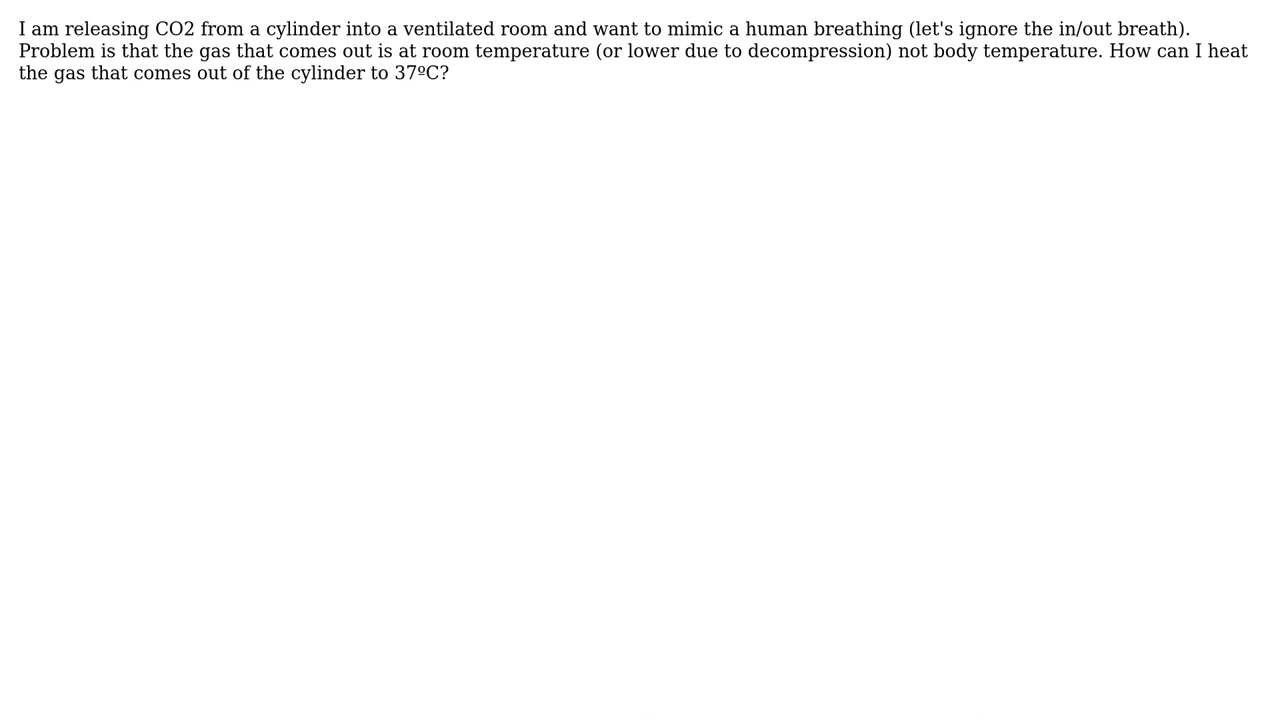 I am releasing CO2 from a cylinder into a ventilated room and want to mimic a human breathing (let's ignore the in/out breath).
Problem is that the gas that comes out is at room temperature (or lower due to decompression) not body temperature. How can I heat
the gas that comes out of the cylinder to 37ºC?